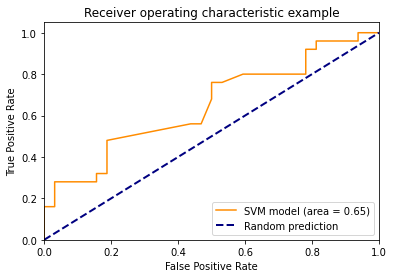 Receiver operating characteristic example
True Positive Rate
1.0
0.8
0.6
0.4
0.2
0.0
SVM model (area = 0.65)
Random prediction
0.0 0.2 0.4 0.6 0.8 1.0
False Positive Rate